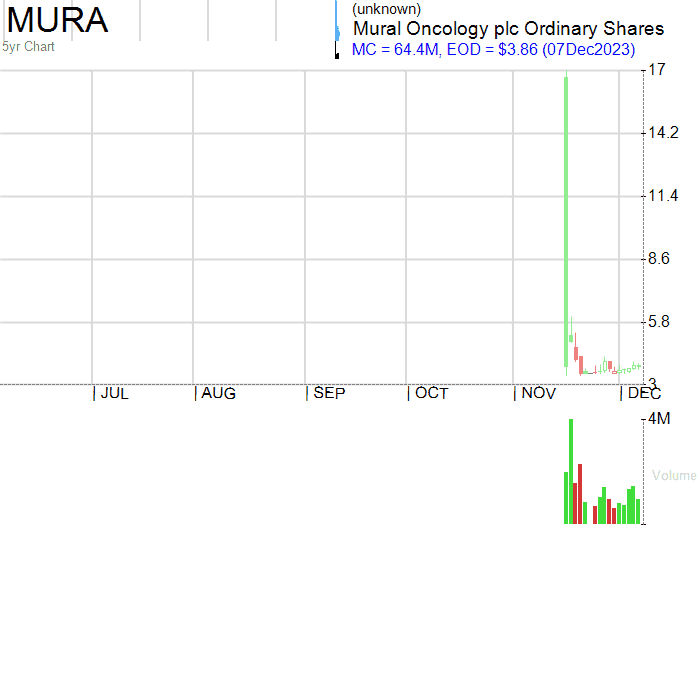 MURA
5yr Chart
(unknown)
Mural Oncology plc Ordinary Shares
MC = 64.4M, EOD = $3.86 (07Dec2023)
17
14.2
11.4
8.6
5.8
3
JUL AUG SEP OCT NOV DEC
4M
Volume